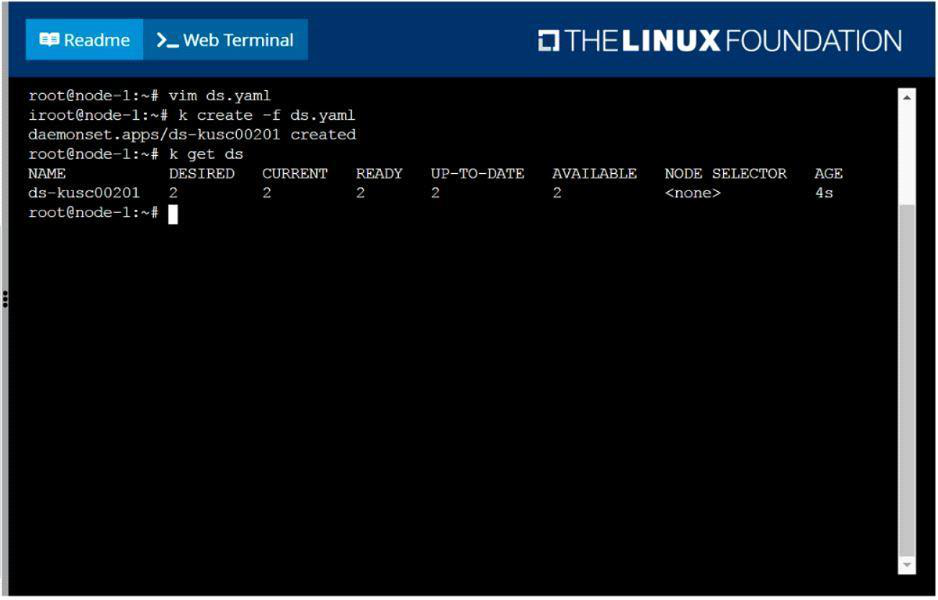 Readme Web Terminal THE LINUX FOUNDATION
root@node-1:~# vim ds.yaml
iroot@node-1:~# k create -f ds.yaml
daemonset.apps/ds-kusc00201 created
root@node-1:~# k get ds
NAME DESIRED CURRENT READY UP-TO-DATE AVAILABLE NODE SELECTOR AGE
ds-kusc00201 2 2 2 2 2 <none> 4s
root@node-1:~#